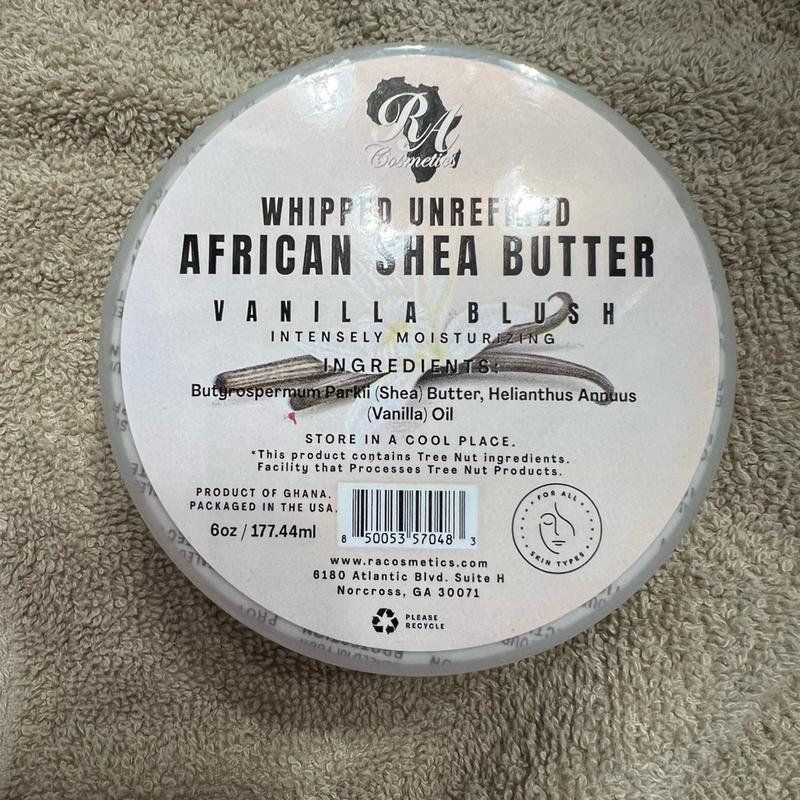 RA
Cosmetics
WHIPPED UNREFINED
AFRICAN SHEA BUTTER
VANILLA BLUSH
INTENSELY MOISTURIZING
INGREDIENTS:
Butyrospermum Parkii (Shea) Butter, Helianthus Annuus
(Vanilla) Oil
STORE IN A COOL PLACE.
*This product contains Tree Nut ingredients.
Facility that Processes Tree Nut Products.
PRODUCT OF GHANA.
PACKAGED IN THE USA.
6oz / 177.44ml
8 50053 57048 3
FOR ALL
SKIN TYPES
www.racosmetics.com
6180 Atlantic Blvd. Suite H
Norcross, GA 30071
PLEASE
RECYCLE